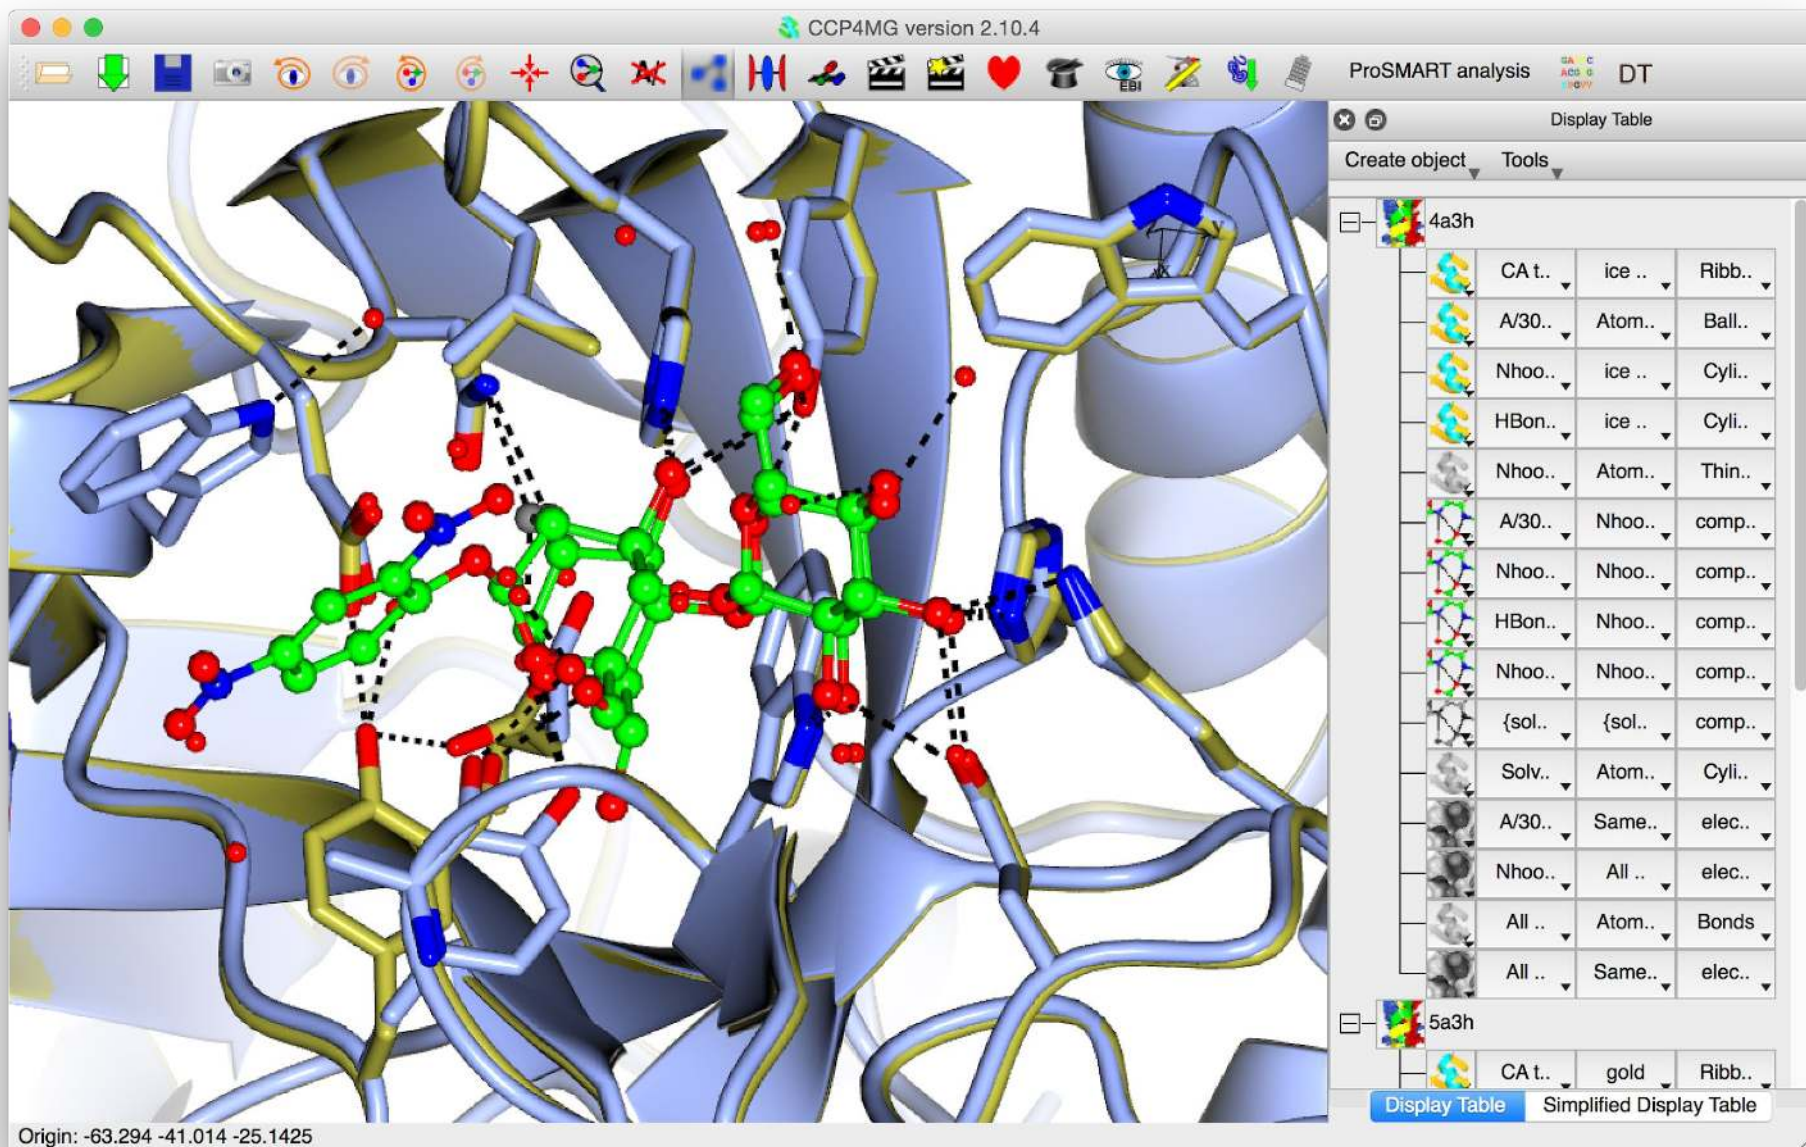 CCP4MG version 2.10.4
EBI
ProSMART analysis
DT
Display Table
Create object Tools
4a3h
CA t.. ice .. Ribb..
A/30.. Atom.. Ball..
Nhoo.. ice .. Cyli..
HBon.. ice .. Cyli..
Nhoo.. Atom.. Thin..
A/30.. Nhoo.. comp..
Nhoo.. Nhoo.. comp..
HBon.. Nhoo.. comp..
Nhoo.. Nhoo.. comp..
{sol.. {sol.. comp..
Solv.. Atom.. Cyli..
A/30.. Same.. elec..
Nhoo.. All .. elec..
All .. Atom.. Bonds
All .. Same.. elec..
5a3h
CA t.. gold Ribb..
Display Table Simplified Display Table
Origin: -63.294 -41.014 -25.1425